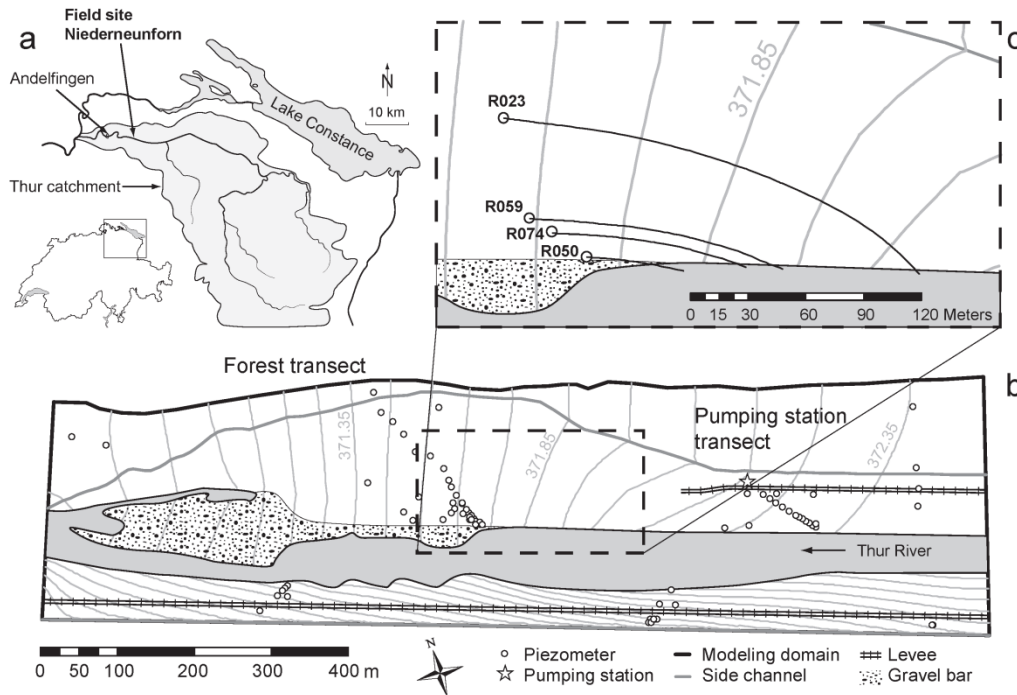 a
Field site
Niederneunforn
Andelfingen
N
10 km
Lake Constance
Thur catchment
c
371.85
R023
R059
R074
R050
0 15 30 60 90 120 Meters
b
Forest transect
Pumping station
transect
371.35
371.85
372.35
Thur River
0 50 100 200 300 400 m
N
Piezometer
Pumping station
Modeling domain
Side channel
Levee
Gravel bar